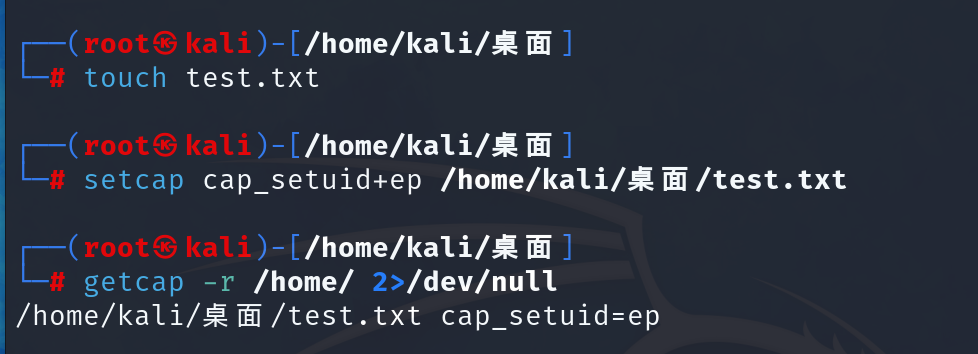 ┌──(root㉿kali)-[/home/kali/桌面]
└─# touch test.txt
┌──(root㉿kali)-[/home/kali/桌面]
└─# setcap cap_setuid+ep /home/kali/桌面/test.txt
┌──(root㉿kali)-[/home/kali/桌面]
└─# getcap -r /home/ 2>/dev/null
/home/kali/桌面/test.txt cap_setuid=ep